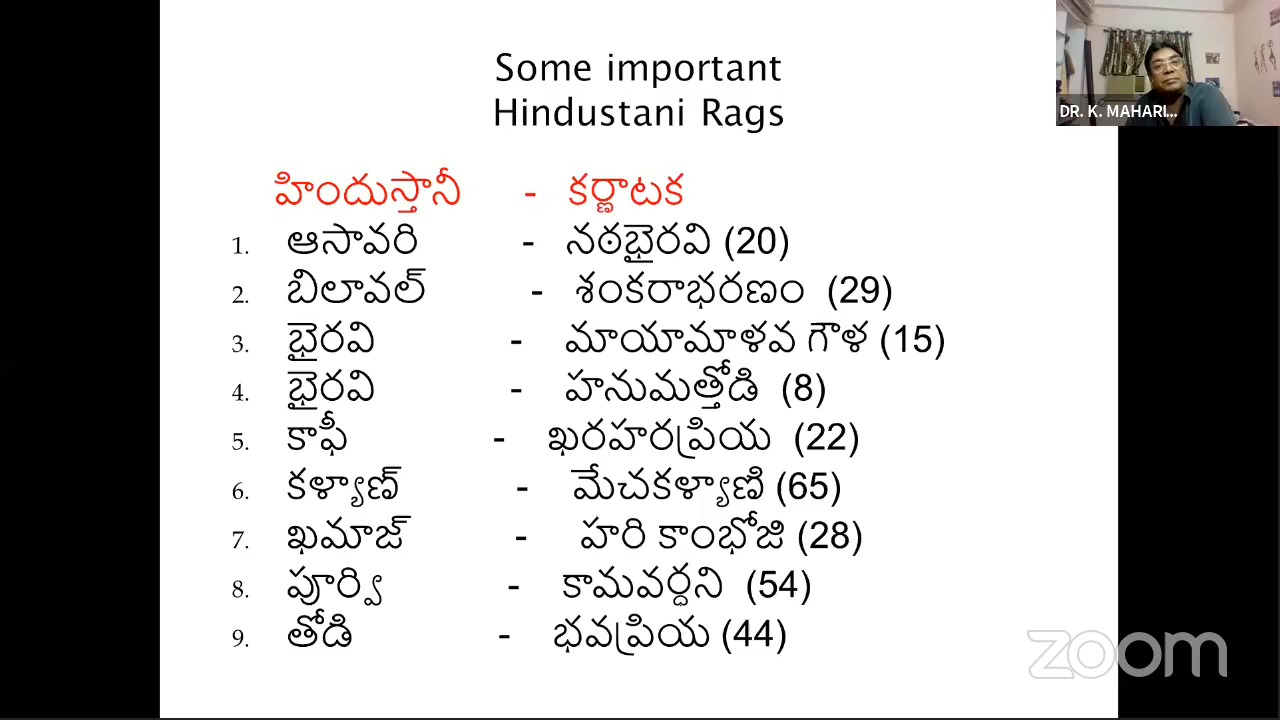 Some important
Hindustani Rags
DR. K. MAHARI...
హిందుస్తానీ - కర్ణాటక
1. ఆసావరి - నఠభైరవి (20)
2. బిలావల్ - శంకరాభరణం (29)
3. భైరవి - మాయామాళవ గౌళ (15)
4. భైరవి - హనుమత్తోడి (8)
5. కాఫీ - ఖరహరప్రియ (22)
6. కళ్యాణ్ - మేచకళ్యాణి (65)
7. ఖమాజ్ - హరి కాంభోజి (28)
8. పూర్వి - కామవర్ధని (54)
9. తోడి - భవప్రియ (44)
zoom